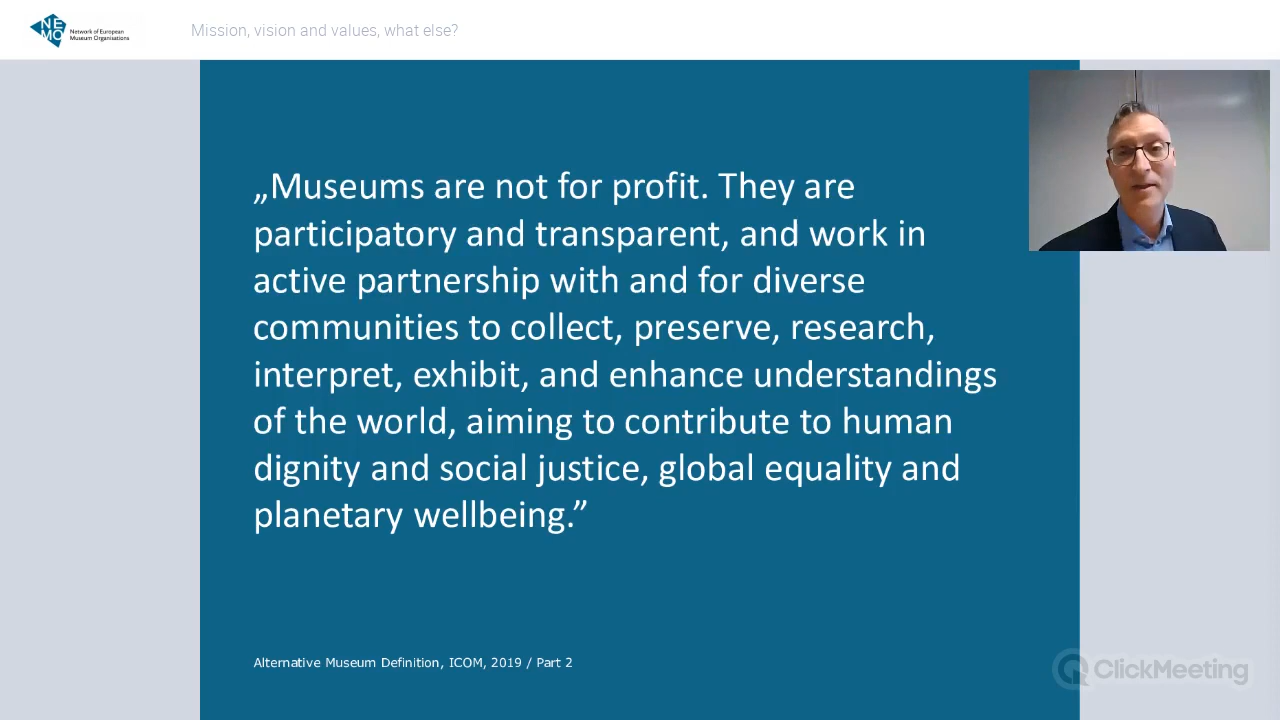 NE
MO
Network of European
Museum Organisations
Mission, vision and values, what else?
„Museums are not for profit. They are
participatory and transparent, and work in
active partnership with and for diverse
communities to collect, preserve, research,
interpret, exhibit, and enhance understandings
of the world, aiming to contribute to human
dignity and social justice, global equality and
planetary wellbeing.”
Alternative Museum Definition, ICOM, 2019 / Part 2
ClickMeeting